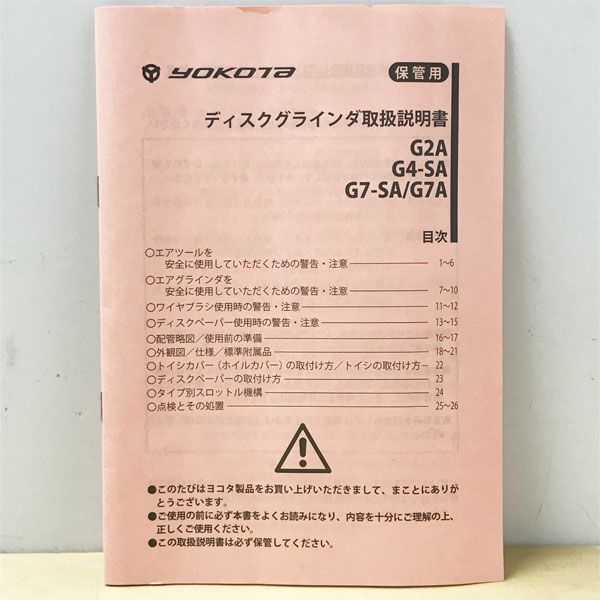 YOKOTA
保管用
ディスクグラインダ取扱説明書
G2A
G4-SA
G7-SA/G7A
目次
○エアツールを
安全に使用していただくための警告・注意 1~6
○エアグラインダを
安全に使用していただくための警告・注意 7~10
○ワイヤブラシ使用時の警告・注意 11~12
○ディスクペーパー使用時の警告・注意 13~15
○配管略図／使用前の準備 16~17
○外観図／仕様／標準附属品 18~21
○トイシカバー（ホイルカバー）の取付け方／トイシの取付け方 22
○ディスクペーパーの取付け方 23
○タイプ別スロットル機構 24
○点検とその処置 25~26
●このたびはヨコタ製品をお買い上げいただきまして、まことにありが
とうございます。
●ご使用の前に必ず本書をよくお読みになり、内容を十分にご理解の上、
正しくご使用ください。
●この取扱説明書は必ず保管してください。